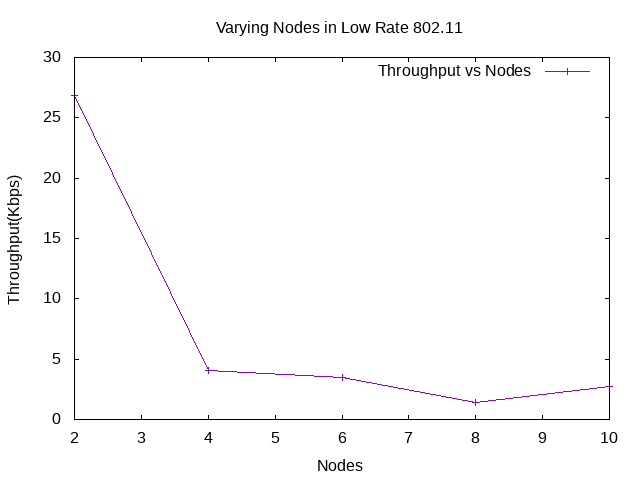 Varying Nodes in Low Rate 802.11
Throughput vs Nodes
30
25
20
15
10
5
0
Throughput(Kbps)
2 3 4 5 6 7 8 9 10
Nodes